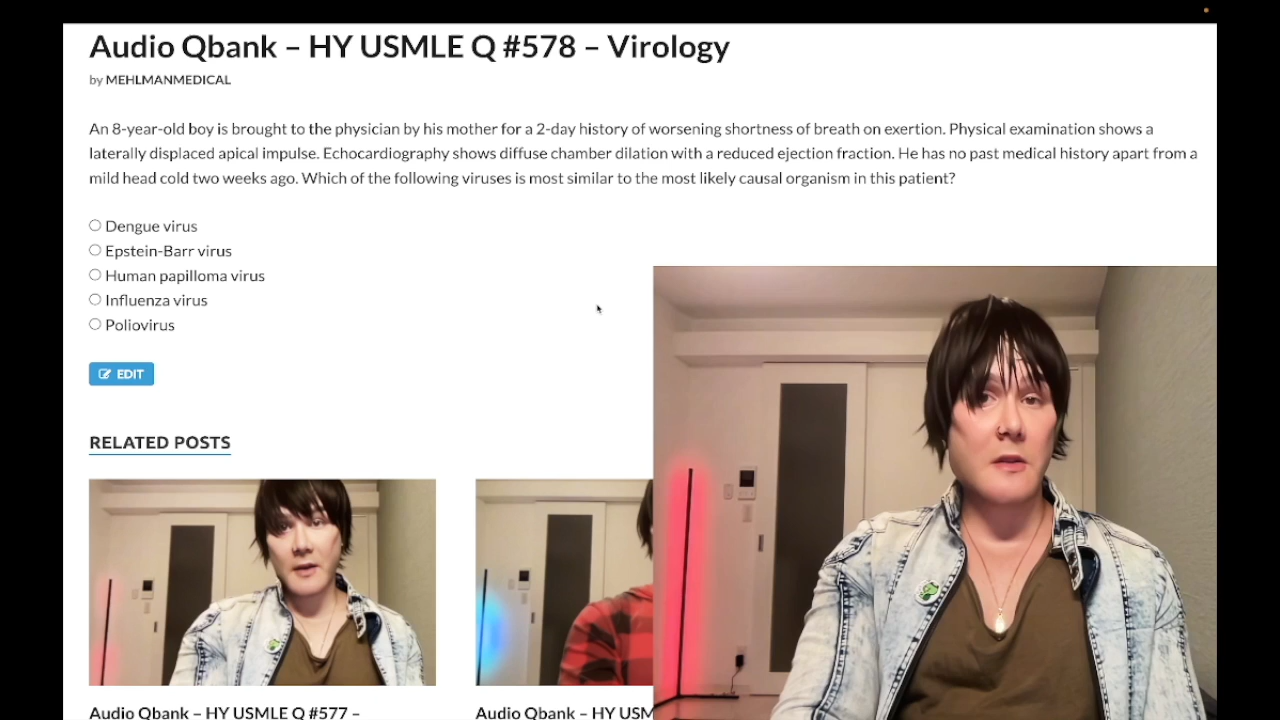 Audio Qbank – HY USMLE Q #578 – Virology
by MEHLMANMEDICAL
An 8-year-old boy is brought to the physician by his mother for a 2-day history of worsening shortness of breath on exertion. Physical examination shows a
laterally displaced apical impulse. Echocardiography shows diffuse chamber dilation with a reduced ejection fraction. He has no past medical history apart from a
mild head cold two weeks ago. Which of the following viruses is most similar to the most likely causal organism in this patient?
Dengue virus
Epstein-Barr virus
Human papilloma virus
Influenza virus
Poliovirus
EDIT
RELATED POSTS
Audio Qbank – HY USMLE Q #577 –
Audio Qbank – HY USM